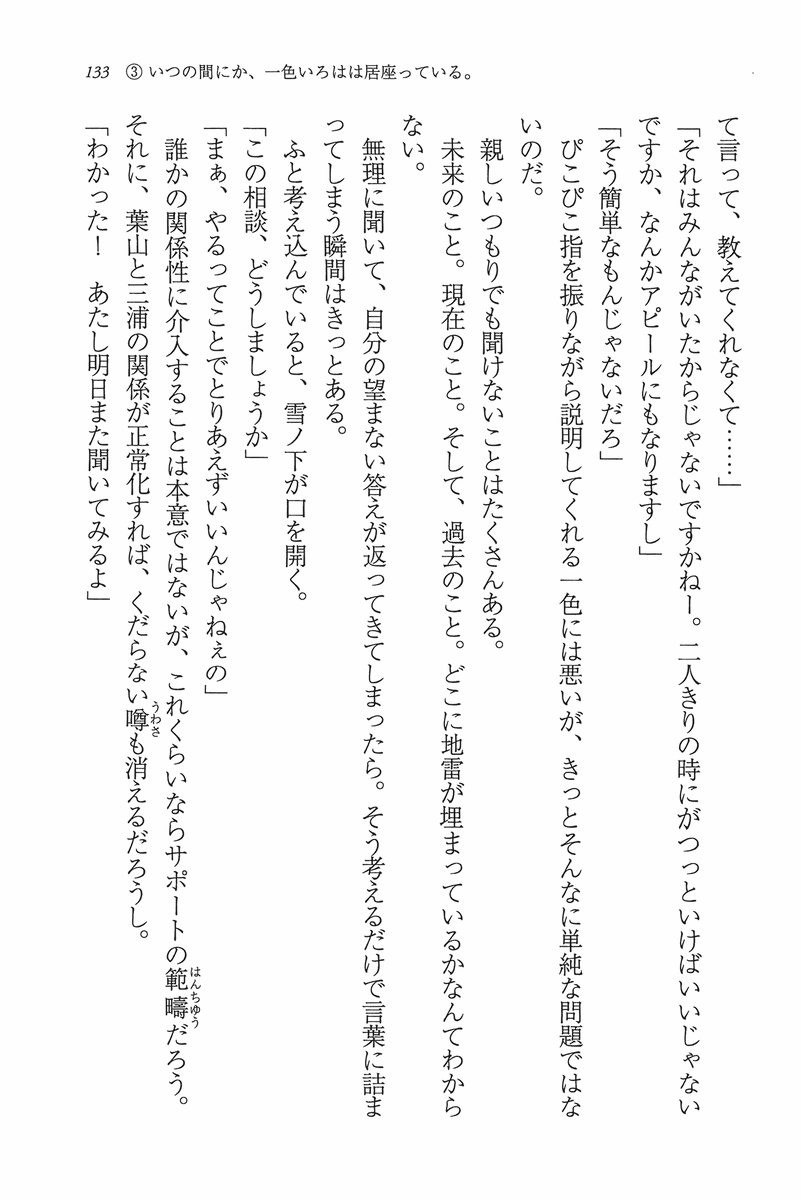 133 ③ いつの間にか、一色いろはは居座っている。
て言って、教えてくれなくて……」
「それはみんながいたからじゃないですかねー。二人きりの時にがつっといけばいいじゃない
ですか、なんかアピールにもなりますし」
「そう簡単なもんじゃないだろ」
ぴこぴこ指を振りながら説明してくれる一色には悪いが、きっとそんなに単純な問題ではな
いのだ。
親しいつもりでも聞けないことはたくさんある。
未来のこと。現在のこと。そして、過去のこと。どこに地雷が埋まっているかなんてわから
ない。
無理に聞いて、自分の望まない答えが返ってきてしまったら。そう考えるだけで言葉に詰ま
ってしまう瞬間はきっとある。
ふと考え込んでいると、雪ノ下が口を開く。
「この相談、どうしましょうか」
「まぁ、やるってことでとりあえずいいんじゃねぇの」
誰かの関係性に介入することは本意ではないが、これくらいならサポートの範疇だろう。
はんちゆう
それに、葉山と三浦の関係が正常化すれば、くだらない噂も消えるだろうし。
うわさ
「わかった！　あたし明日また聞いてみるよ」